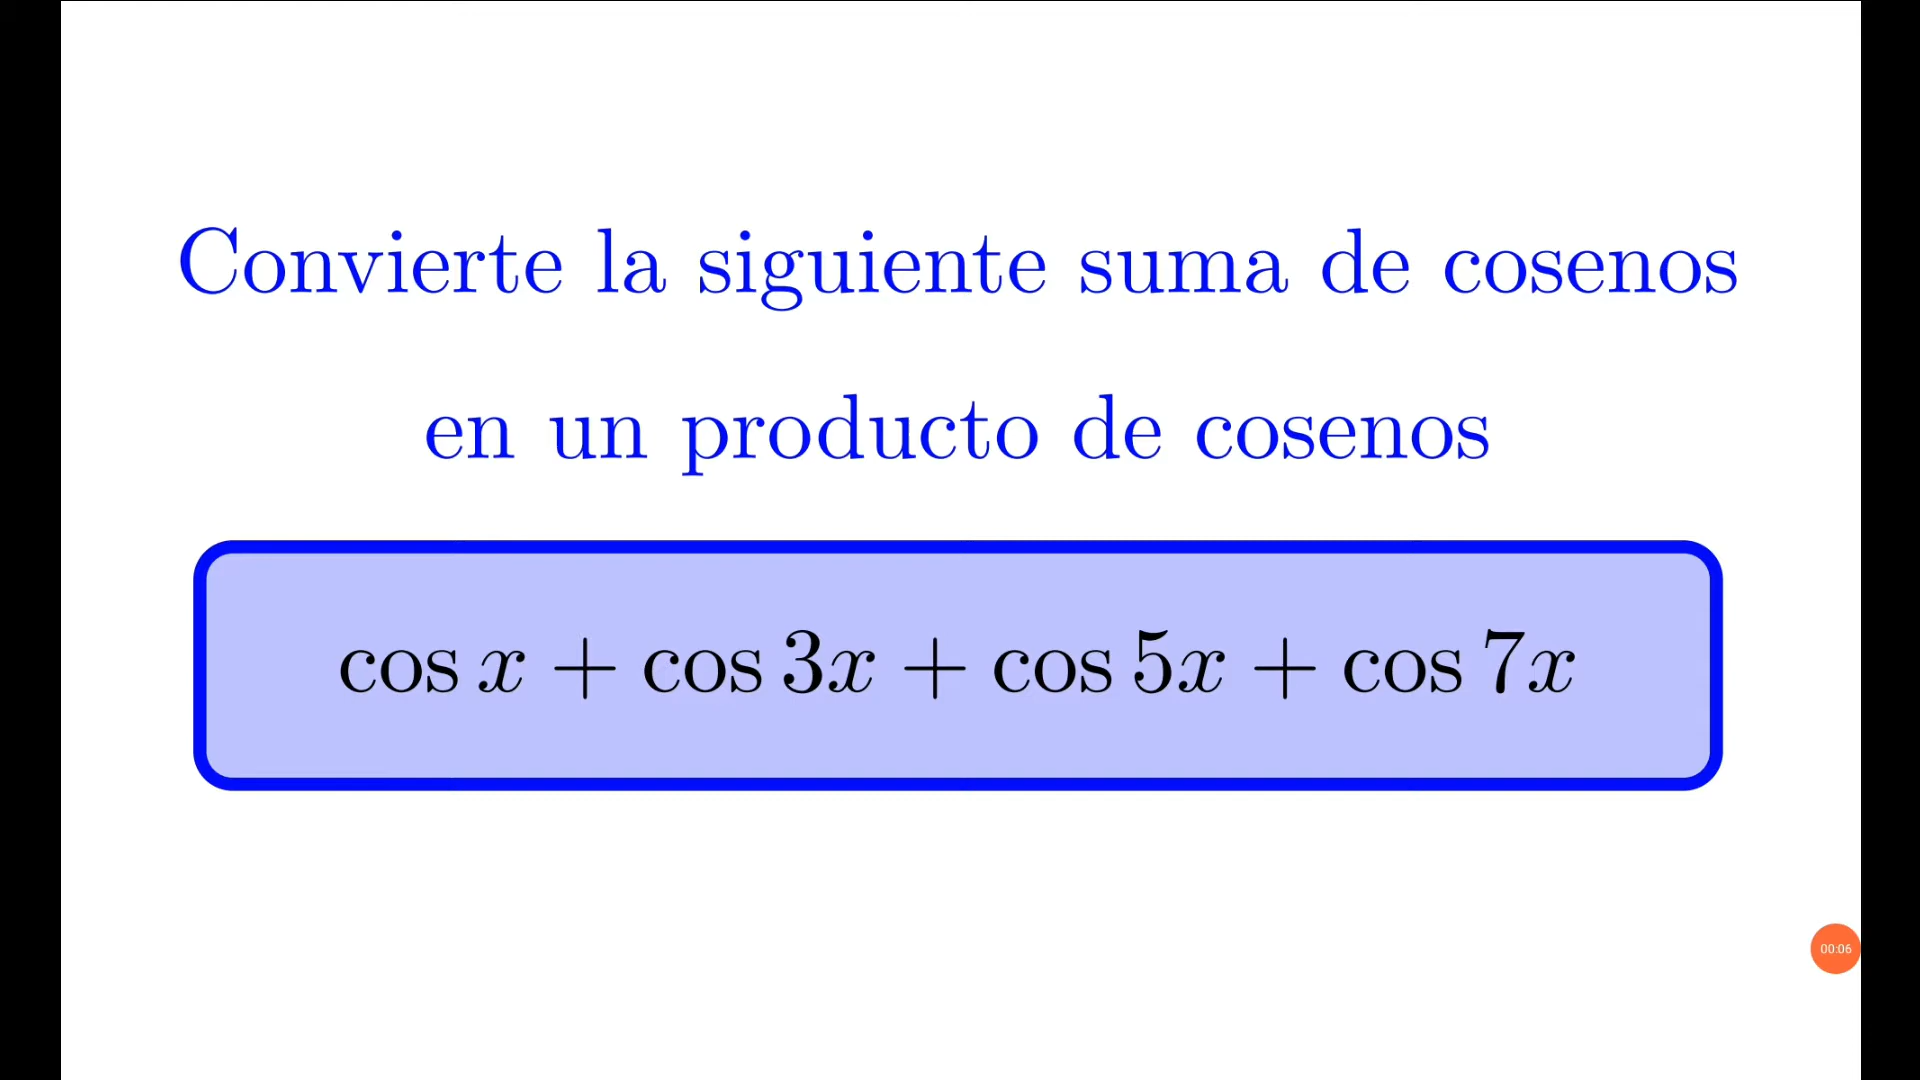 Convierte la siguiente suma de cosenos
en un producto de cosenos
cos x + cos 3x + cos 5x + cos 7x
00:06